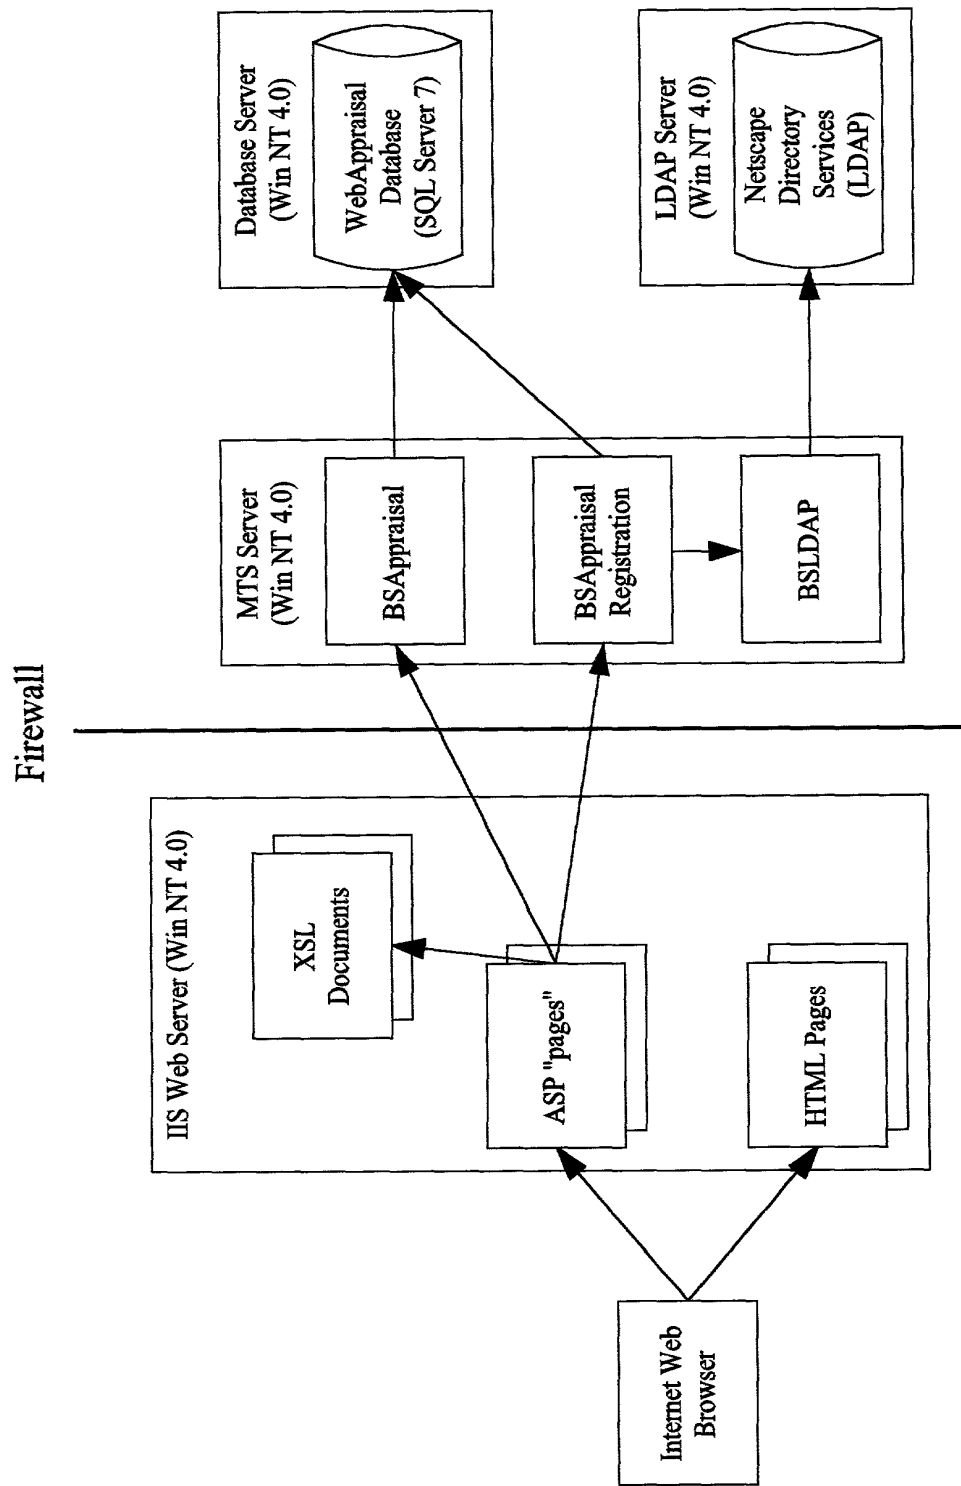 Firewall
IIS Web Server (Win NT 4.0)
XSL
Documents
ASP "pages"
HTML Pages
Internet Web
Browser
MTS Server
(Win NT 4.0)
BSAppraisal
BSAppraisal
Registration
BSLDAP
Database Server
(Win NT 4.0)
WebAppraisal
Database
(SQL Server 7)
LDAP Server
(Win NT 4.0)
Netscape
Directory
Services
(LDAP)